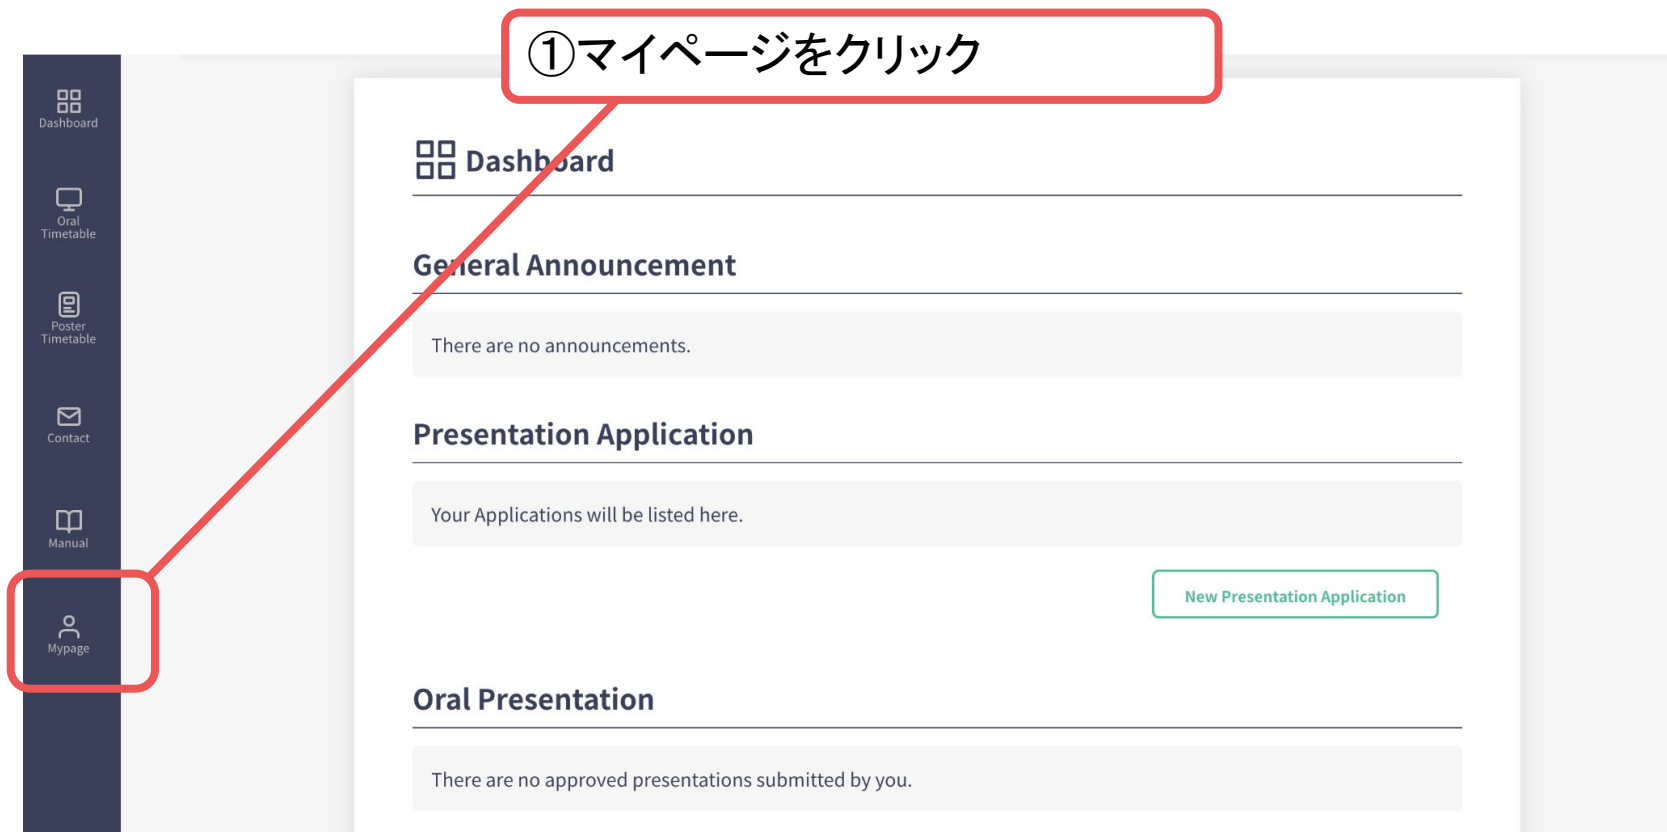 ①マイページをクリック
Dashboard
Oral
Timetable
Poster
Timetable
Contact
Manual
Mypage
Dashboard
General Announcement
There are no announcements.
Presentation Application
Your Applications will be listed here.
New Presentation Application
Oral Presentation
There are no approved presentations submitted by you.